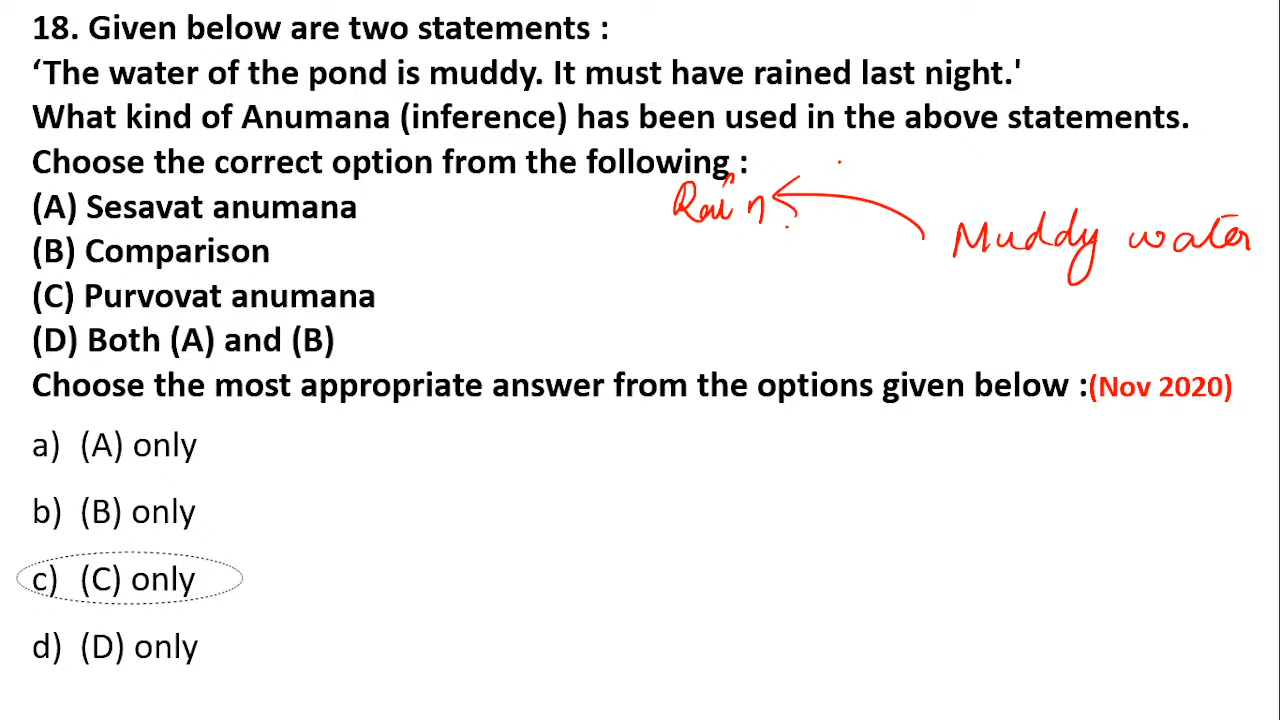 18. Given below are two statements :
‘The water of the pond is muddy. It must have rained last night.'
What kind of Anumana (inference) has been used in the above statements.
Choose the correct option from the following :
(A) Sesavat anumana
Rain
Muddy water
(B) Comparison
(C) Purvovat anumana
(D) Both (A) and (B)
Choose the most appropriate answer from the options given below :(Nov 2020)
a) (A) only
b) (B) only
c) (C) only
d) (D) only